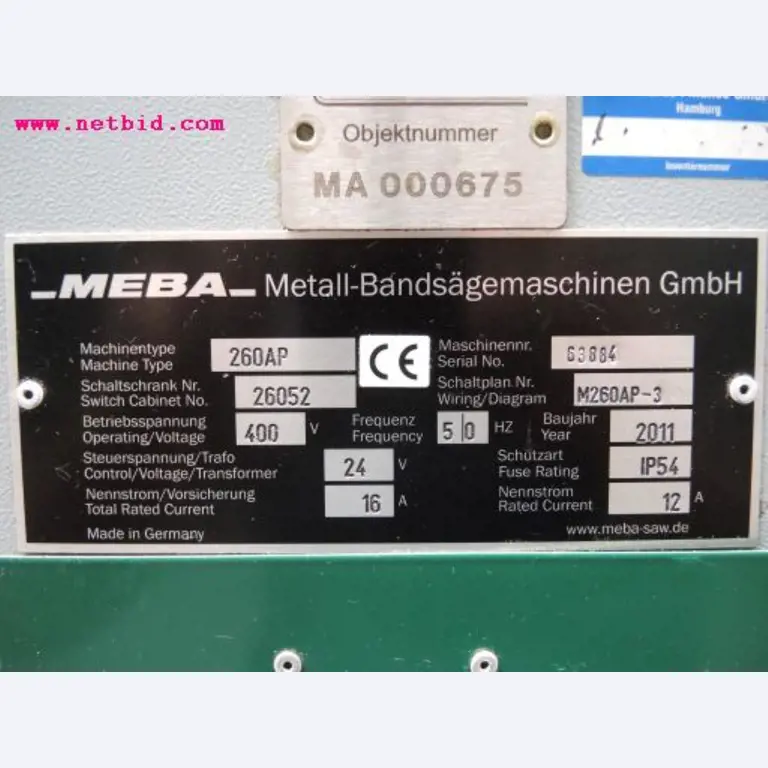 www.netbid.com
Hamburg
Objektnummer
MA 000675
Inventarnummer
MEBA Metall-Bandsägemaschinen GmbH
Machinentype 260AP
Machine Type
CE
Maschinennr. 63884
Serial No.
Schaltschrank Nr. 26052
Switch Cabinet No.
Schaltplan Nr. M260AP-3
Wiring/Diagram
Betriebsspannung 400 V
Operating/Voltage
Frequenz 50 HZ
Frequency
Baujahr 2011
Year
Steuerspannung/Trafo 24 V
Control/Voltage/Transformer
Schützart IP54
Fuse Rating
Nennstrom/Vorsicherung 16 A
Total Rated Current
Nennstrom 12 A
Rated Current
Made in Germany
www.meba-saw.de